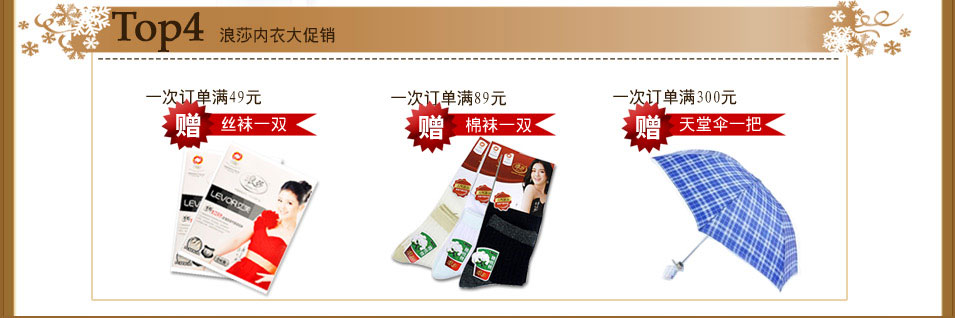 Top4 浪莎内衣大促销
一次订单满49元
赠 丝袜一双
一次订单满89元
赠 棉袜一双
一次订单满300元
赠 天堂伞一把
LEVOR